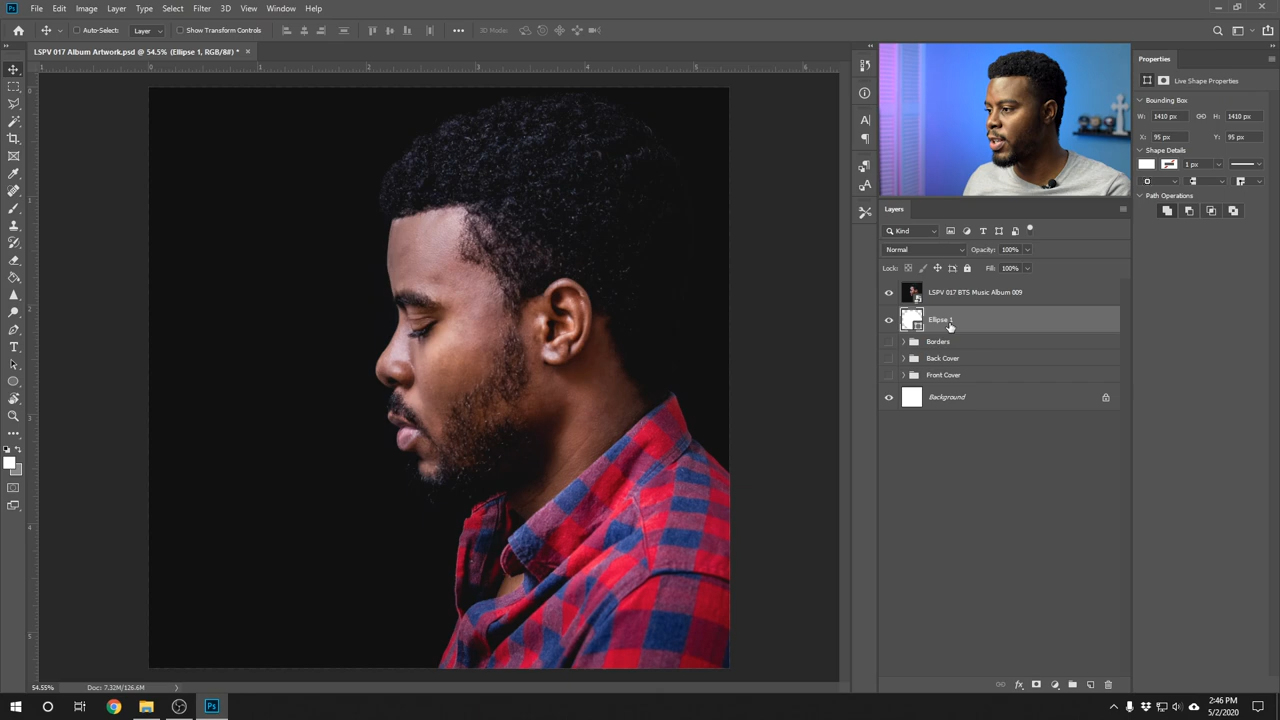 Ps File Edit Image Layer Type Select Filter 3D View Window Help
Auto-Select: Layer Show Transform Controls 3D Mode:
LSPV 017 Album Artwork.psd @ 54.5% (Ellipse 1, RGB/8#) * ×
Properties
Live Shape Properties
Bounding Box
W: 1410 px H: 1410 px
X: 95 px Y: 95 px
Shape Details
1 px
Path Operations
Layers
Kind
Normal Opacity: 100%
Lock: Fill: 100%
LSPV 017 BTS Music Album 009
Ellipse 1
Borders
Back Cover
Front Cover
Background
54.55% Doc: 7.32M/126.6M
Ps
2:46 PM
5/2/2020